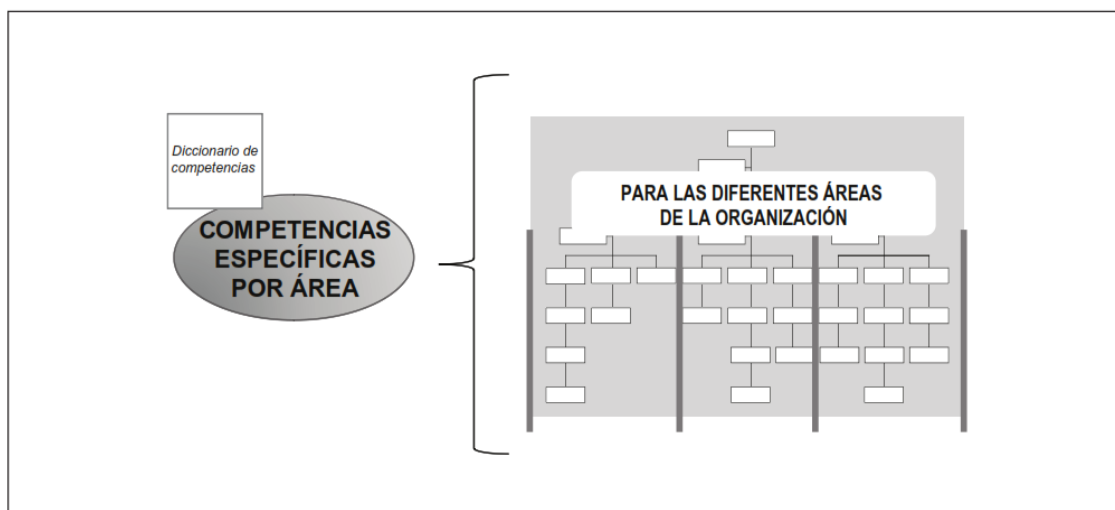 Diccionario de
competencias
COMPETENCIAS
ESPECÍFICAS
POR ÁREA
PARA LAS DIFERENTES ÁREAS
DE LA ORGANIZACIÓN